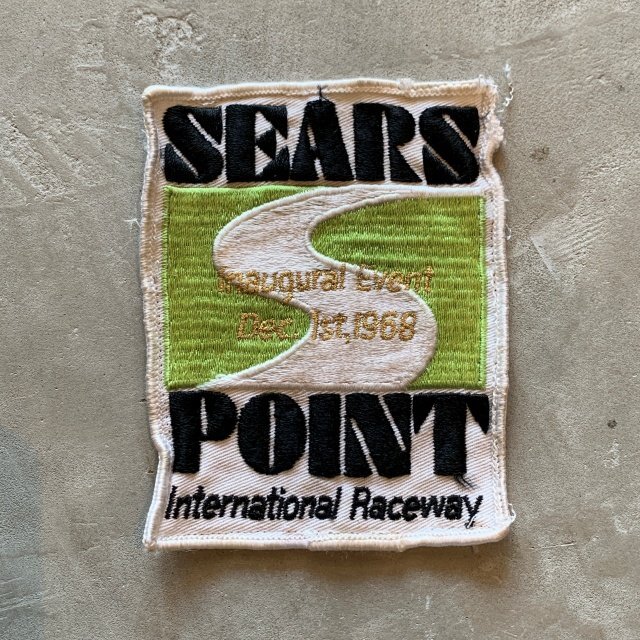 SEARS
Inaugural Event
Dec. 1st, 1968
POINT
International Raceway